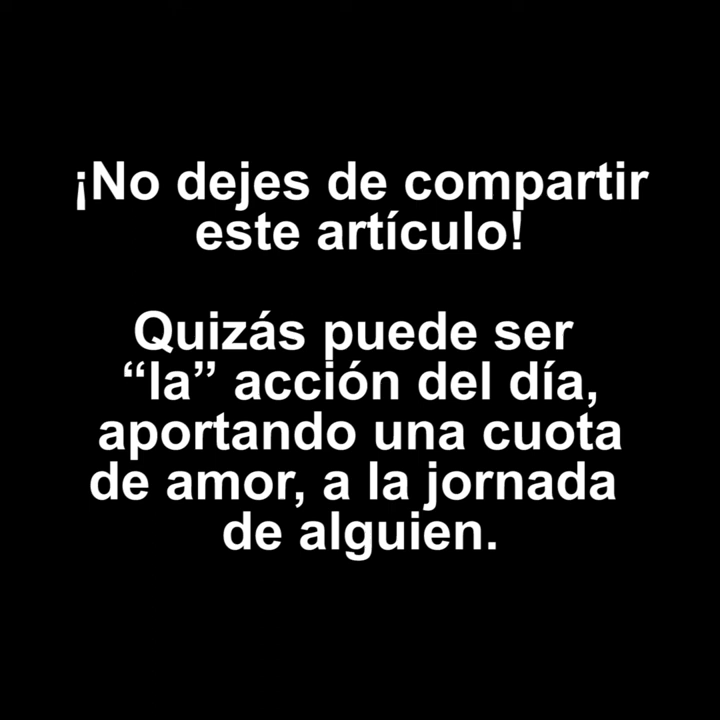 ¡No dejes de compartir
este artículo!
Quizás puede ser
“la” acción del día,
aportando una cuota
de amor, a la jornada
de alguien.